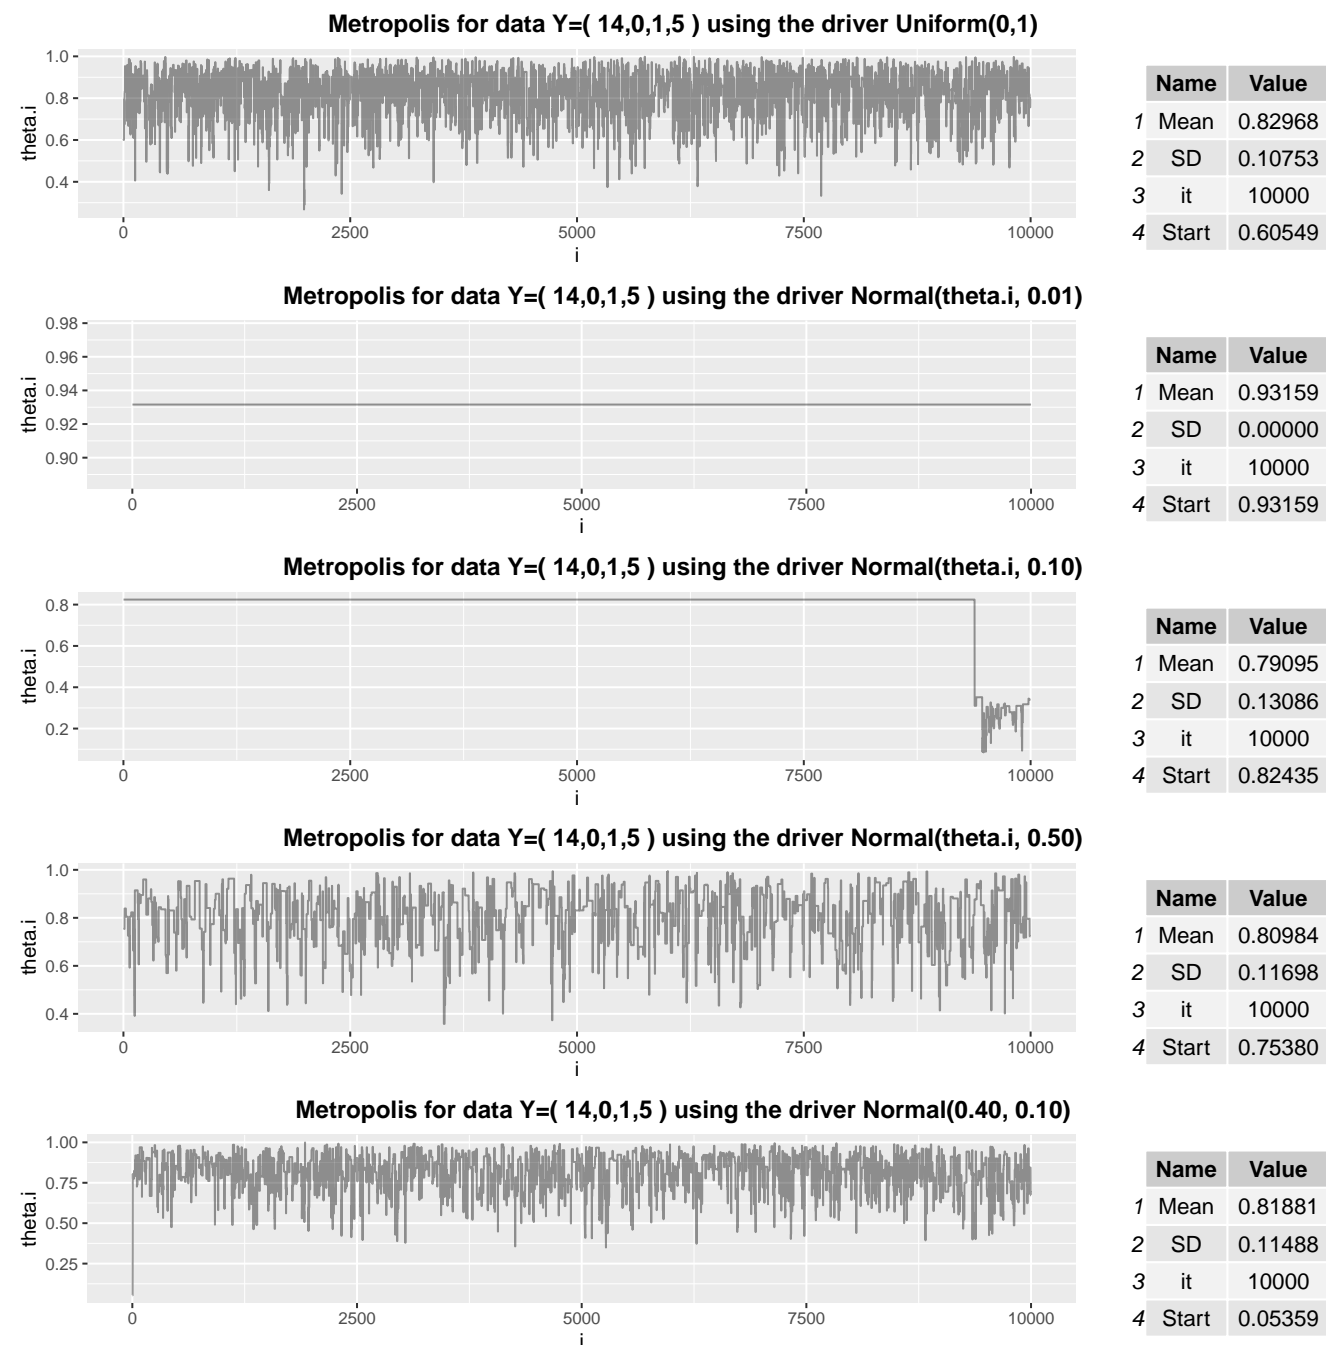 Metropolis for data Y=( 14,0,1,5 ) using the driver Uniform(0,1)
theta.i
1.0
0.8
0.6
0.4
0 2500 5000 7500 10000
i
Name Value
1 Mean 0.82968
2 SD 0.10753
3 it 10000
4 Start 0.60549
Metropolis for data Y=( 14,0,1,5 ) using the driver Normal(theta.i, 0.01)
theta.i
0.98
0.96
0.94
0.92
0.90
0 2500 5000 7500 10000
i
Name Value
1 Mean 0.93159
2 SD 0.00000
3 it 10000
4 Start 0.93159
Metropolis for data Y=( 14,0,1,5 ) using the driver Normal(theta.i, 0.10)
theta.i
0.8
0.6
0.4
0.2
0 2500 5000 7500 10000
i
Name Value
1 Mean 0.79095
2 SD 0.13086
3 it 10000
4 Start 0.82435
Metropolis for data Y=( 14,0,1,5 ) using the driver Normal(theta.i, 0.50)
theta.i
1.0
0.8
0.6
0.4
0 2500 5000 7500 10000
i
Name Value
1 Mean 0.80984
2 SD 0.11698
3 it 10000
4 Start 0.75380
Metropolis for data Y=( 14,0,1,5 ) using the driver Normal(0.40, 0.10)
theta.i
1.00
0.75
0.50
0.25
0 2500 5000 7500 10000
i
Name Value
1 Mean 0.81881
2 SD 0.11488
3 it 10000
4 Start 0.05359